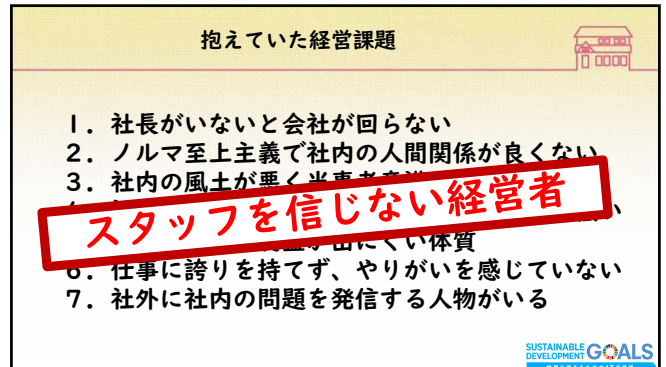 抱えていた経営課題
1．社長がいないと会社が回らない
2．ノルマ至上主義で社内の人間関係が良くない
3．社内の風土が悪く当事者意識
スタッフを信じない経営者
い
が出にくい体質
6．仕事に誇りを持てず、やりがいを感じていない
7．社外に社内の問題を発信する人物がいる
SUSTAINABLE
DEVELOPMENT GOALS